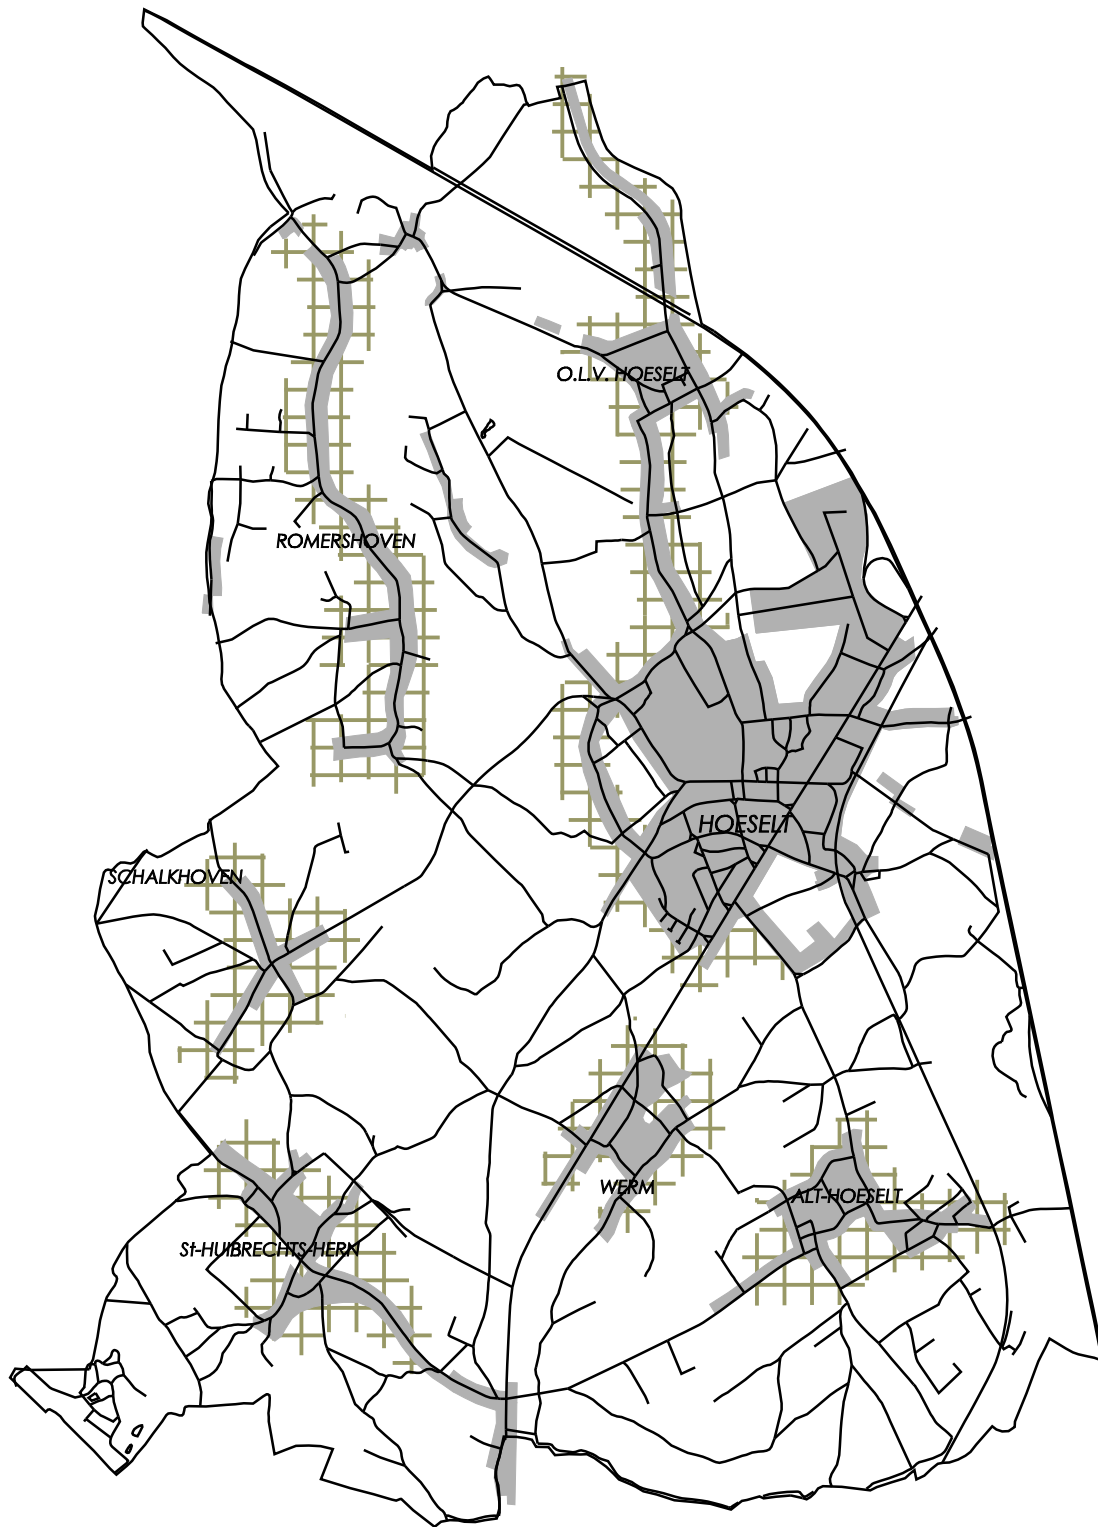 O.L.V. HOESELT
ROMERSHOVEN
HOESELT
SCHALKHOVEN
WERM
ALT-HOESELT
St-HUIBRECHTS-HERN